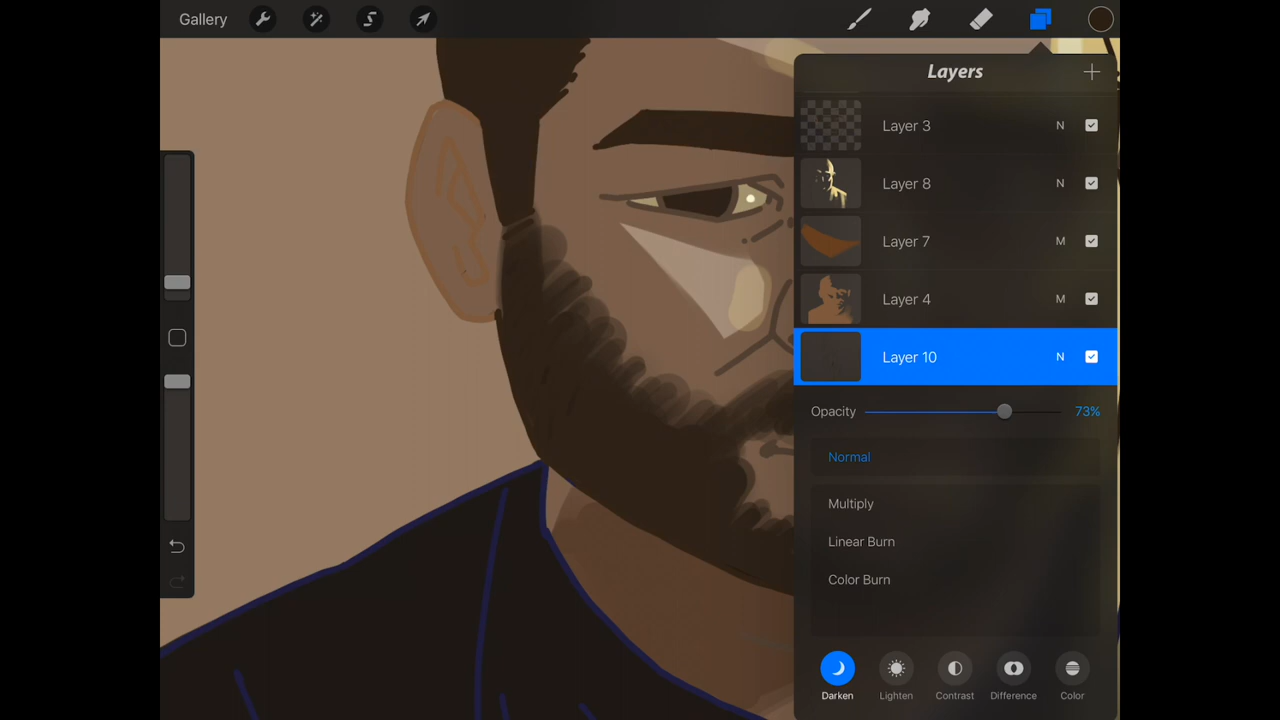 Gallery
Layers
Layer 3 N
Layer 8 N
Layer 7 M
Layer 4 M
Layer 10 N
Opacity 73%
Normal
Multiply
Linear Burn
Color Burn
Darken Lighten Contrast Difference Color